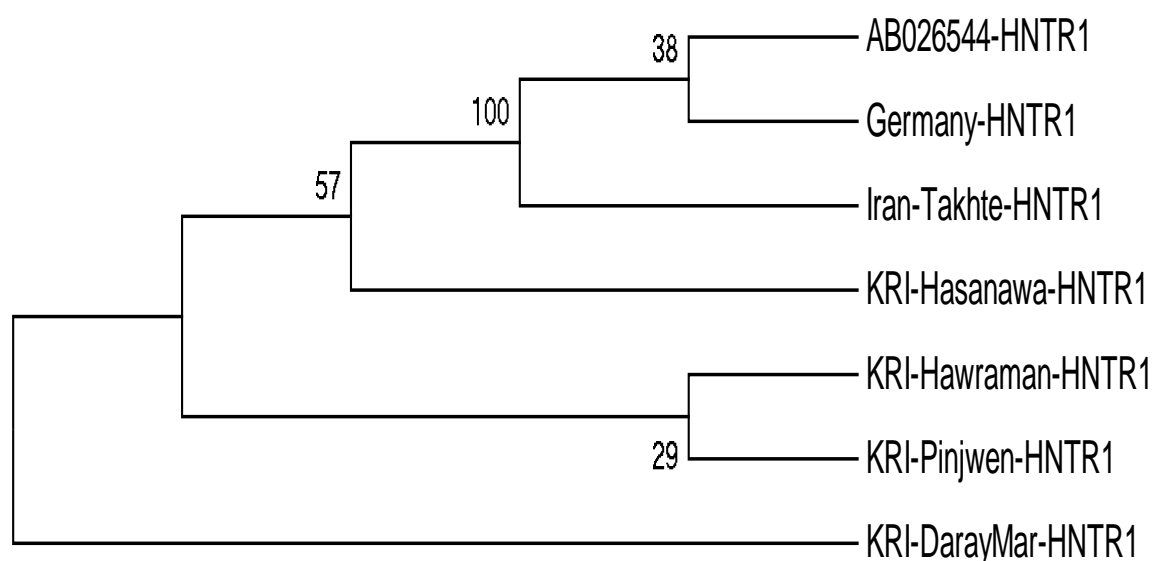 AB026544-HNTR1
38
Germany-HNTR1
100
Iran-Takhte-HNTR1
57
KRI-Hasanawa-HNTR1
KRI-Hawraman-HNTR1
29
KRI-Pinjwen-HNTR1
KRI-DarayMar-HNTR1